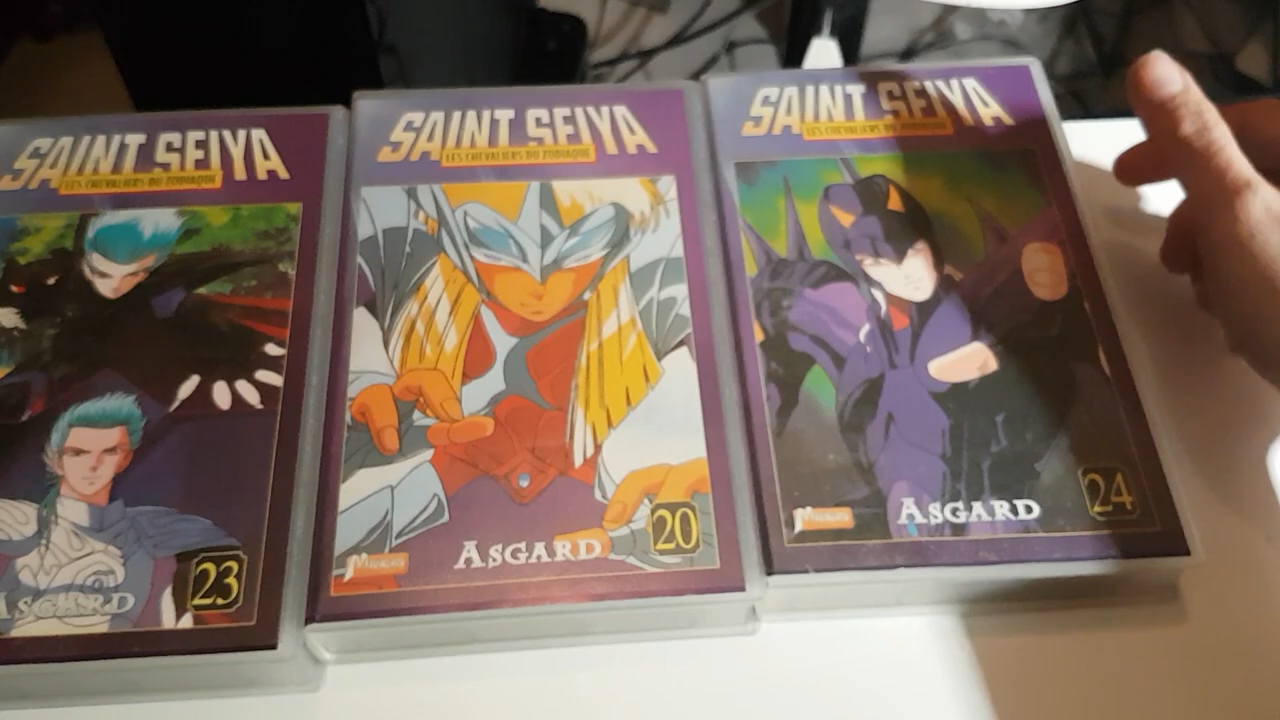 SAINT SEIYA
LES CHEVALIERS DU ZODIAQUE
ASGARD
23
SAINT SEIYA
LES CHEVALIERS DU ZODIAQUE
ASGARD
20
SAINT SEIYA
LES CHEVALIERS DU ZODIAQUE
ASGARD
24